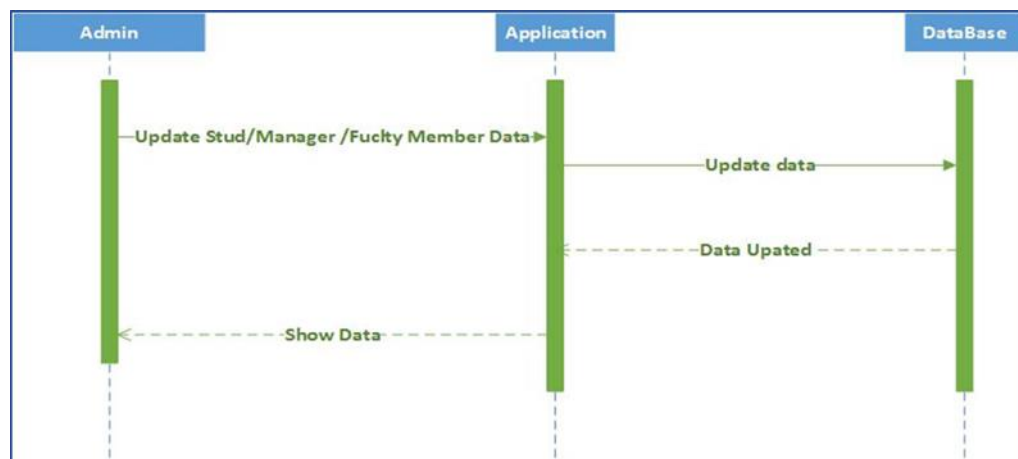 Admin
Application
DataBase
Update Stud/Manager /Fuclty Member Data
Update data
Data Upated
Show Data